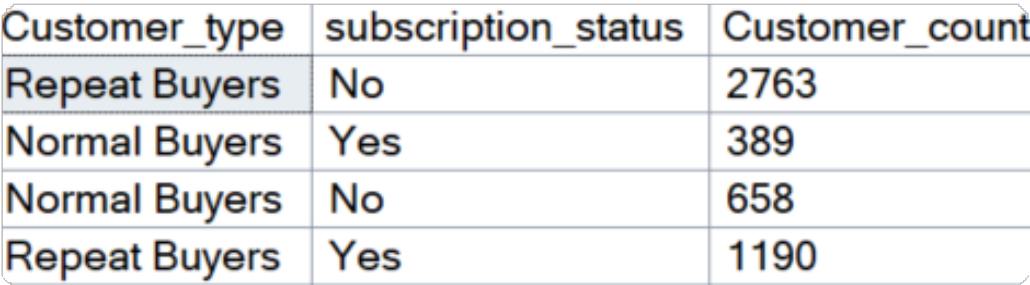 Customer_type subscription_status Customer_count
Repeat Buyers No 2763
Normal Buyers Yes 389
Normal Buyers No 658
Repeat Buyers Yes 1190